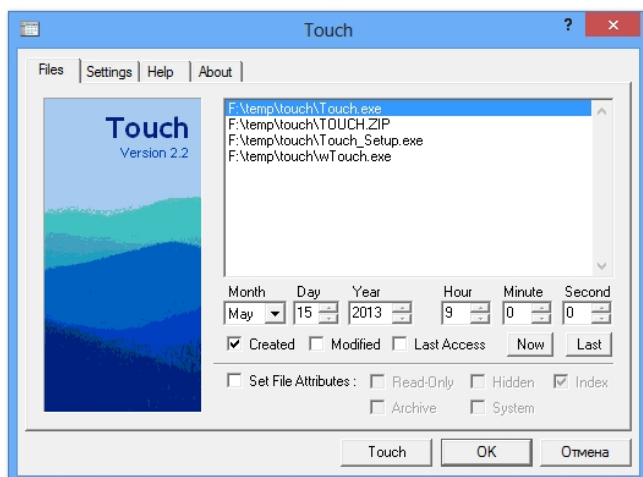 Touch
?
Files Settings Help About
Touch
Version 2.2
F:\temp\touch\Touch.exe
F:\temp\touch\TOUCH.ZIP
F:\temp\touch\Touch_Setup.exe
F:\temp\touch\wTouch.exe
Month Day Year Hour Minute Second
May 15 2013 9 0 0
Created Modified Last Access Now Last
Set File Attributes : Read-Only Hidden Index
Archive System
Touch OK Отмена